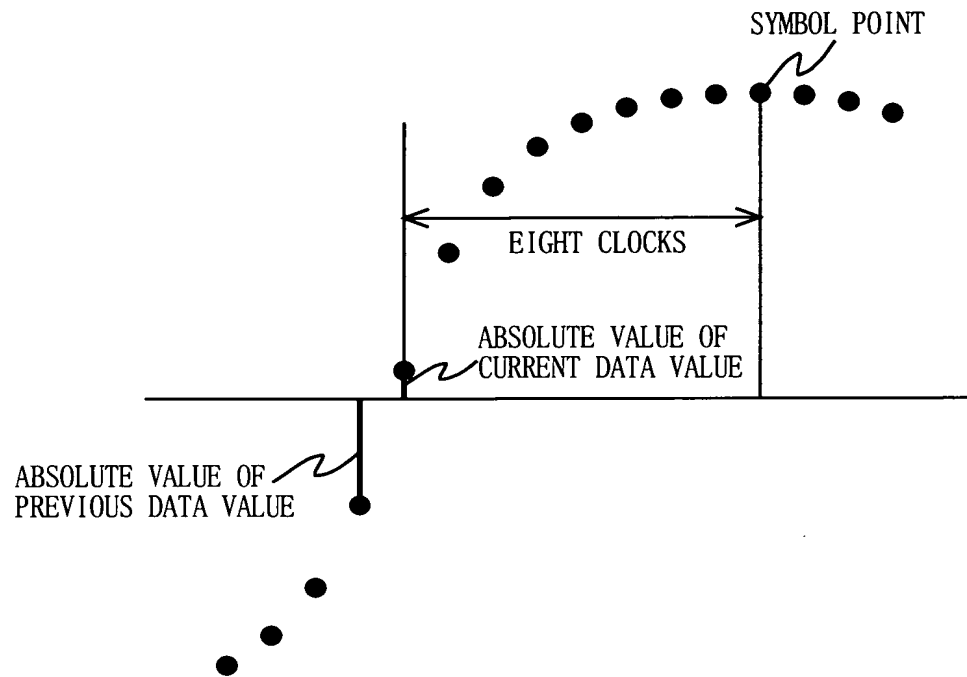 SYMBOL POINT
EIGHT CLOCKS
ABSOLUTE VALUE OF
CURRENT DATA VALUE
ABSOLUTE VALUE OF
PREVIOUS DATA VALUE